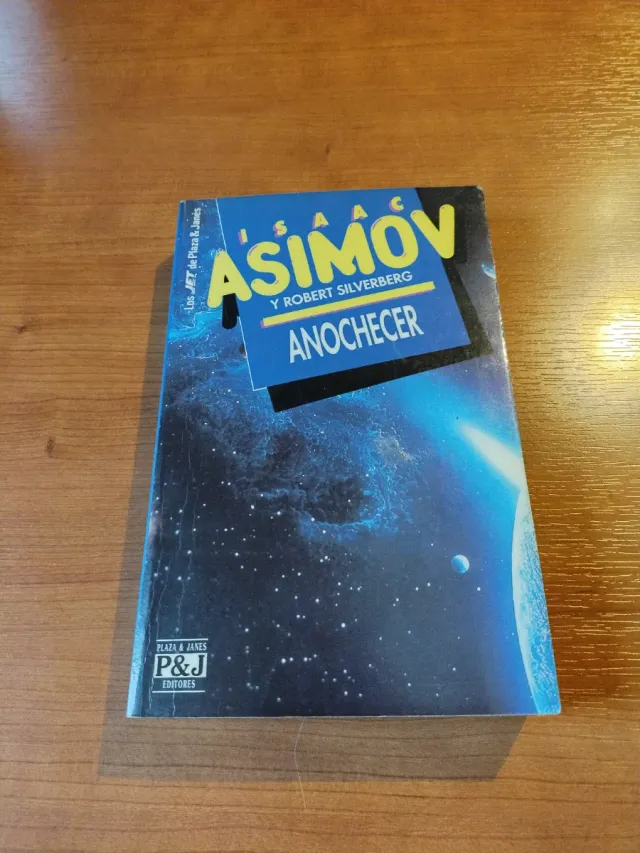 Los JET de Plaza & Janés
ISAAC
ASIMOV
Y ROBERT SILVERBERG
ANOCHECER
PLAZA & JANES
P&J
EDITORES